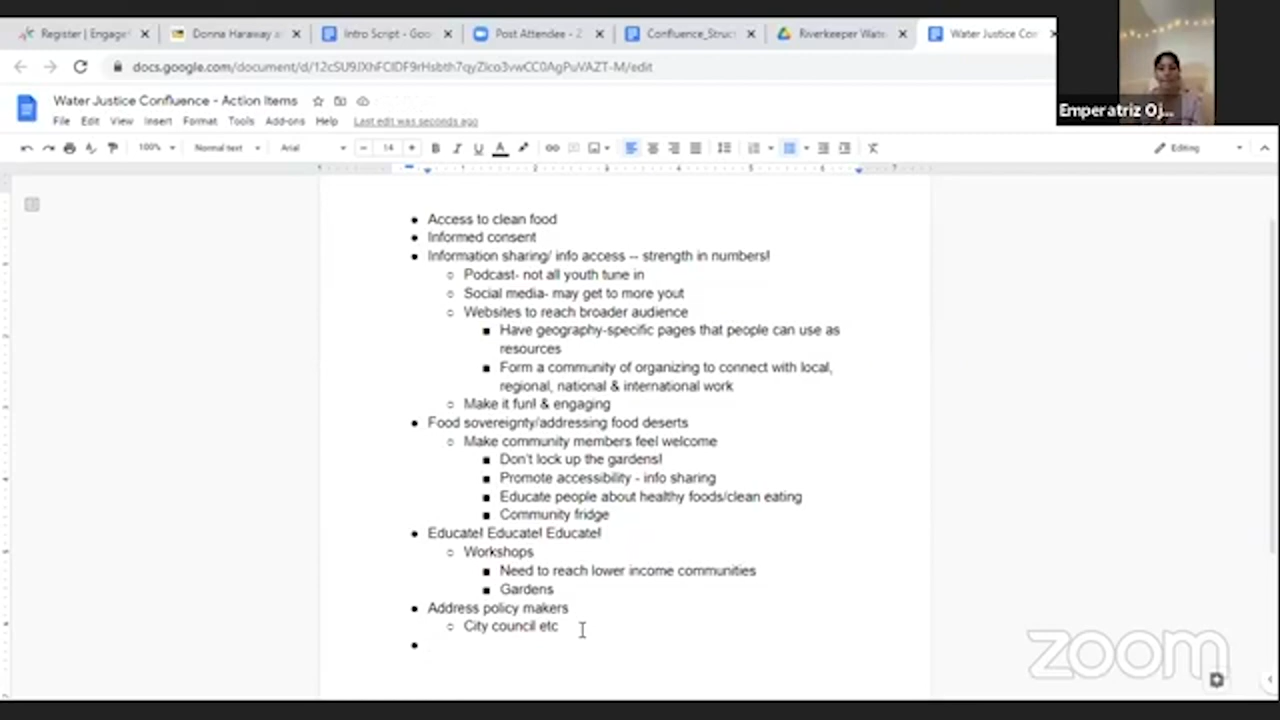 Register | Engage
Donna Haraway a
Intro Script - Goo
Post Attendee - Z
Confluence_Struct
Riverkeeper Wate
Water Justice Con
docs.google.com/document/d/
Emperatriz Oj...
Water Justice Confluence - Action Items
File Edit View Insert Format Tools Add-ons Help Last edit was seconds ago
100% Normal text Arial 14 Editing
Access to clean food
Informed consent
Information sharing/ info access -- strength in numbers!
Podcast- not all youth tune in
Social media- may get to more yout
Websites to reach broader audience
Have geography-specific pages that people can use as
resources
Form a community of organizing to connect with local,
regional, national & international work
Make it fun! & engaging
Food sovereignty/addressing food deserts
Make community members feel welcome
Don't lock up the gardens!
Promote accessibility - info sharing
Educate people about healthy foods/clean eating
Community fridge
Educate! Educate! Educate!
Workshops
Need to reach lower income communities
Gardens
Address policy makers
City council etc
zoom